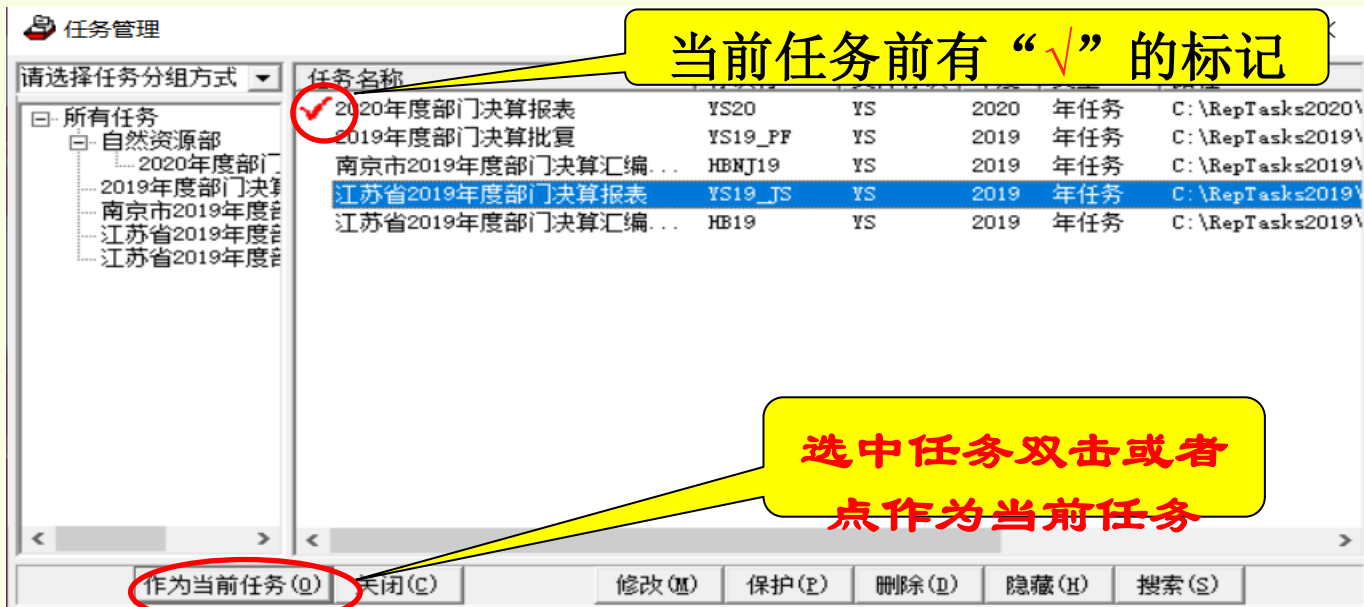 任务管理
当前任务前有“√”的标记
请选择任务分组方式
任务名称
所有任务
自然资源部
2020年度部门
2019年度部门决算
南京市2019年度部
江苏省2019年度部
江苏省2019年度部
2020年度部门决算报表 YS20 YS 2020 年任务 C:\RepTasks2020\
2019年度部门决算批复 YS19_PF YS 2019 年任务 C:\RepTasks2019\
南京市2019年度部门决算汇编... HBNJ19 YS 2019 年任务 C:\RepTasks2019\
江苏省2019年度部门决算报表 YS19_JS YS 2019 年任务 C:\RepTasks2019\
江苏省2019年度部门决算汇编... HB19 YS 2019 年任务 C:\RepTasks2019\
选中任务双击或者
点作为当前任务
作为当前任务(O) 关闭(C) 修改(M) 保护(P) 删除(D) 隐藏(H) 搜索(S)